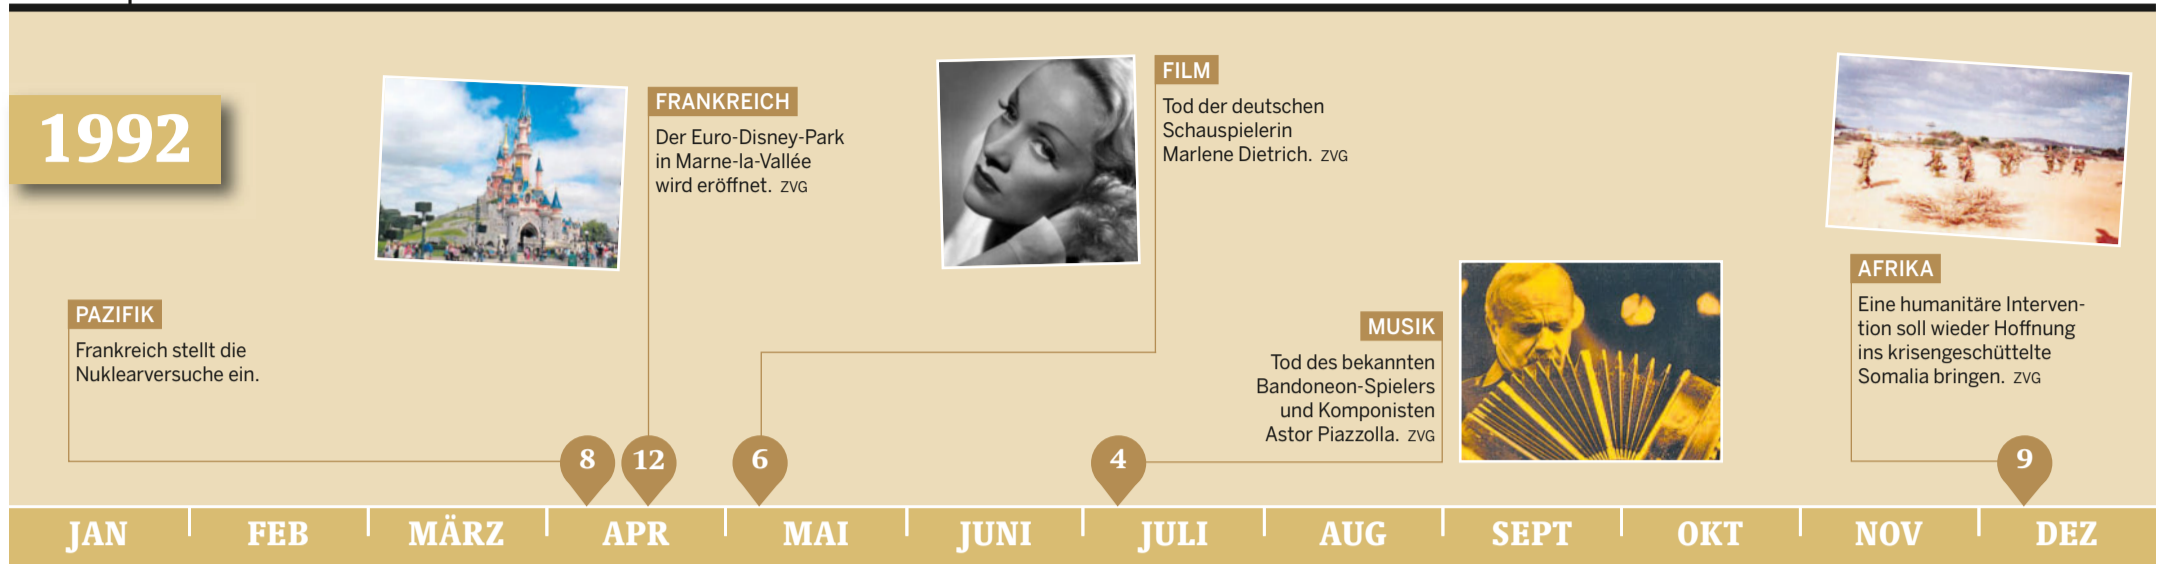 1992
PAZIFIK
Frankreich stellt die
Nuklearversuche ein.
FRANKREICH
Der Euro-Disney-Park
in Marne-la-Vallée
wird eröffnet. ZVG
FILM
Tod der deutschen
Schauspielerin
Marlene Dietrich. ZVG
MUSIK
Tod des bekannten
Bandoneon-Spielers
und Komponisten
Astor Piazzolla. ZVG
AFRIKA
Eine humanitäre Interven-
tion soll wieder Hoffnung
ins krisengeschüttelte
Somalia bringen. ZVG
8 12 6 4 9
JAN FEB MÄRZ APR MAI JUNI JULI AUG SEPT OKT NOV DEZ